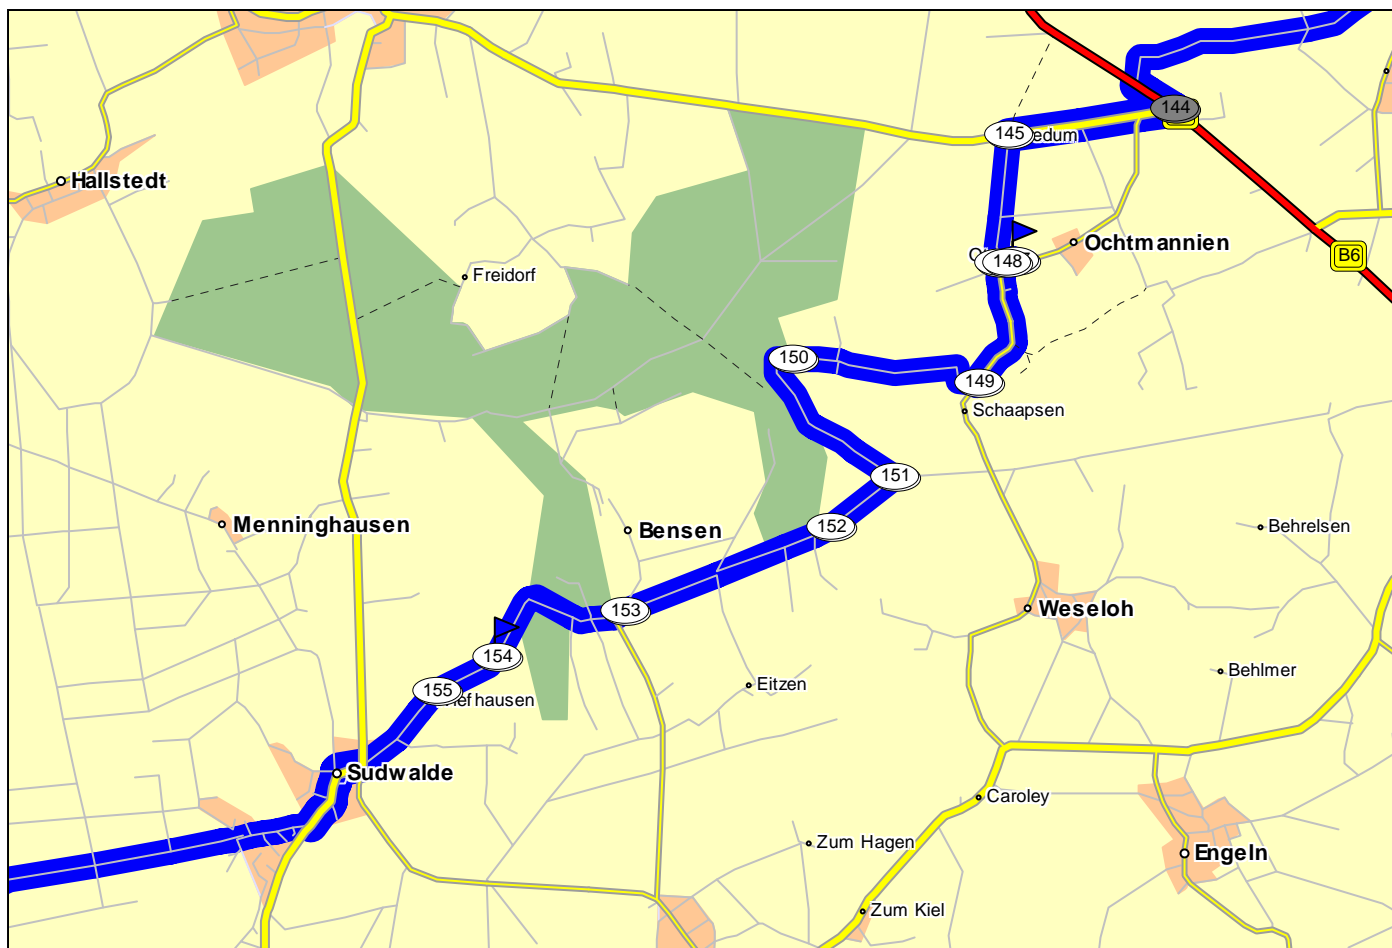 144
145
Hallstedt
Ochtmannien
B6
148
Freidorf
150
149
Schaapsen
151
Menninghausen
152
Behrelsen
Bensen
153
Weseloh
154
Behlmer
155
Eitzen
Sudwalde
Caroley
Zum Hagen
Engeln
Zum Kiel